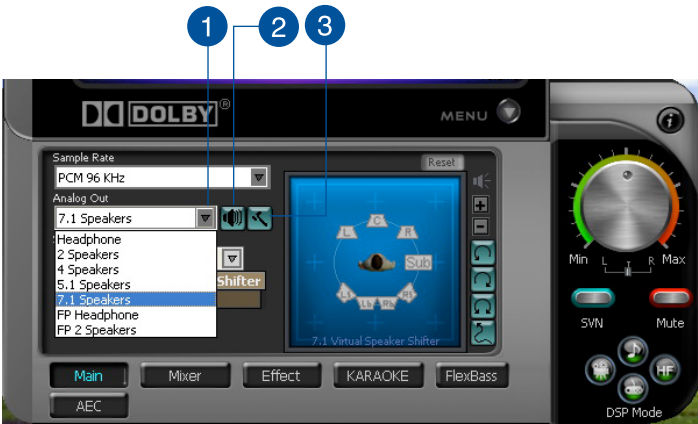 1 2 3
DOLBY®
MENU
i
Sample Rate
Reset
PCM 96 KHz
Analog Out
7.1 Speakers
Headphone
2 Speakers
4 Speakers
5.1 Speakers
7.1 Speakers
FP Headphone
FP 2 Speakers
Shifter
C
L R
Sub
Ls Lb Rb Rs
7.1 Virtual Speaker Shifter
+
-
Min L R Max
SVN Mute
HF
DSP Mode
Main Mixer Effect KARAOKE FlexBass
AEC